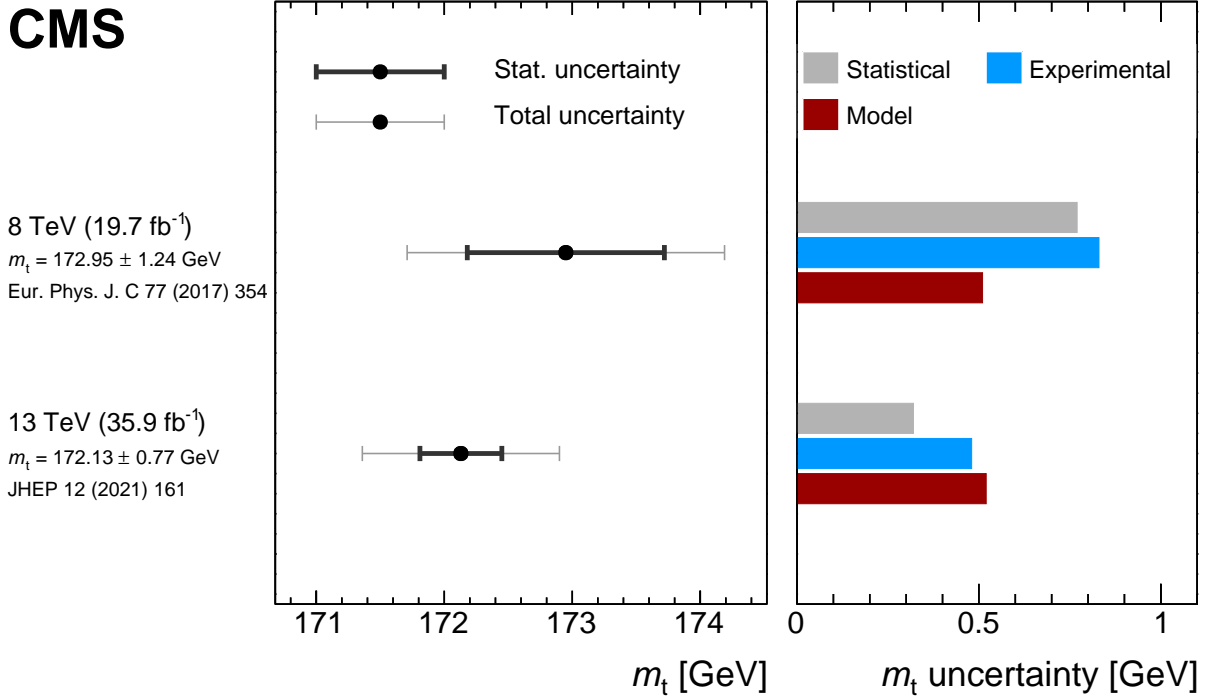 CMS
Stat. uncertainty
Total uncertainty
Statistical
Experimental
Model
8 TeV (19.7 fb⁻¹)
mₜ = 172.95 ± 1.24 GeV
Eur. Phys. J. C 77 (2017) 354
13 TeV (35.9 fb⁻¹)
mₜ = 172.13 ± 0.77 GeV
JHEP 12 (2021) 161
171 172 173 174
mₜ [GeV]
0 0.5 1
mₜ uncertainty [GeV]